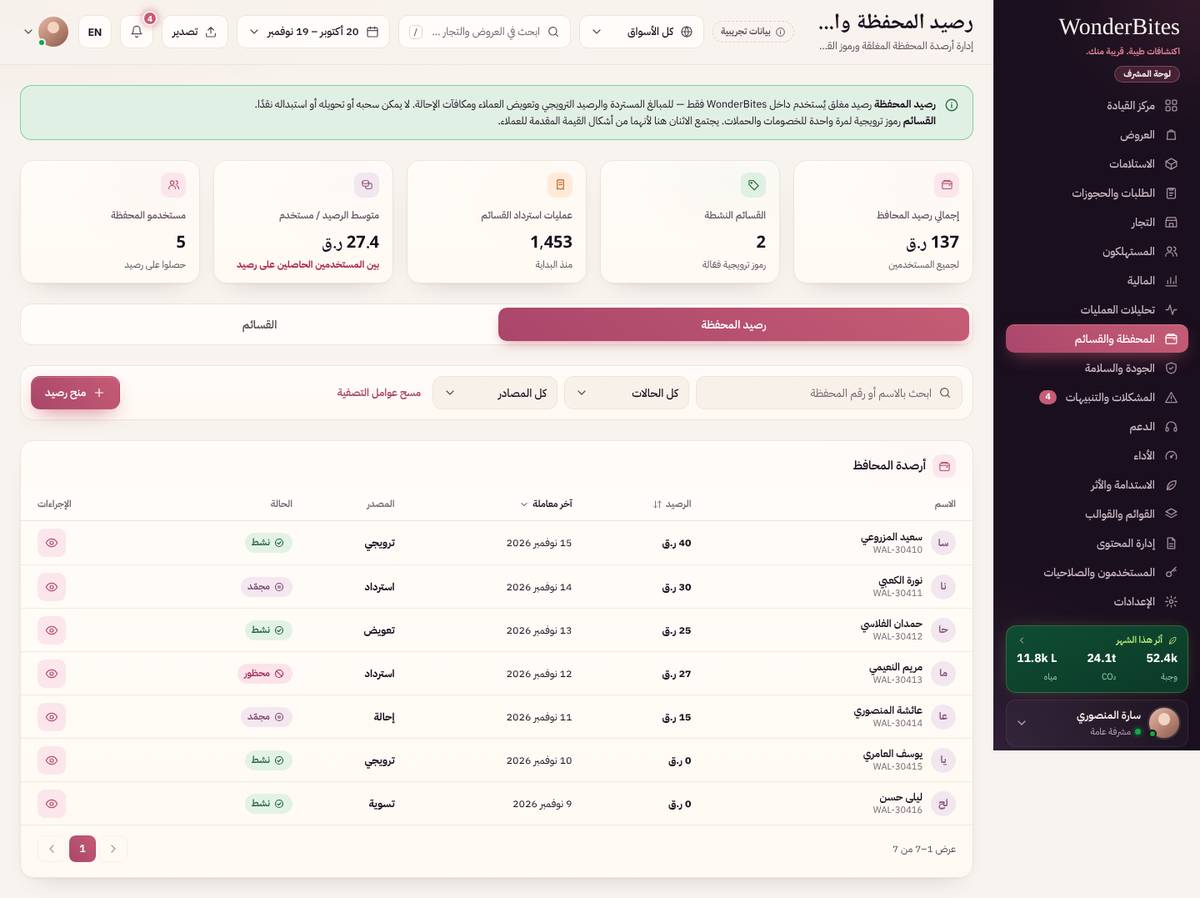 WonderBites
اكتشافات طيبة. قريبة منك.
لوحة المشرف
مركز القيادة
العروض
الاستلامات
الطلبات والحجوزات
التجار
المستهلكون
المالية
تحليلات العمليات
المحفظة والقسائم
الجودة والسلامة
المشكلات والتنبيهات 4
الدعم
الأداء
الاستدامة والأثر
القوائم والقوالب
إدارة المحتوى
المستخدمون والصلاحيات
الإعدادات
أثر هذا الشهر
52.4k 24.1t 11.8k L
وجبة CO₂ مياه
سارة المنصوري
مشرفة عامة
رصيد المحفظة وا...
إدارة أرصدة المحفظة المغلقة ورموز الق...
بيانات تجريبية
كل الأسواق
ابحث في العروض والتجار ... /
20 أكتوبر – 19 نوفمبر
تصدير
4
EN
رصيد المحفظة رصيد مغلق يُستخدم داخل WonderBites فقط — للمبالغ المستردة والرصيد الترويجي وتعويض العملاء ومكافآت الإحالة. لا يمكن سحبه أو تحويله أو استبداله نقدًا.
القسائم رموز ترويجية لمرة واحدة للخصومات والحملات. يجتمع الاثنان هنا لأنهما من أشكال القيمة المقدمة للعملاء.
إجمالي رصيد المحافظ
137 ر.ق
لجميع المستخدمين
القسائم النشطة
2
رموز ترويجية فعّالة
عمليات استرداد القسائم
1,453
منذ البداية
متوسط الرصيد / مستخدم
27.4 ر.ق
بين المستخدمين الحاصلين على رصيد
مستخدمو المحفظة
5
حصلوا على رصيد
رصيد المحفظة
القسائم
ابحث بالاسم أو رقم المحفظة
كل الحالات
كل المصادر
مسح عوامل التصفية
منح رصيد
أرصدة المحافظ
الاسم الرصيد آخر معاملة المصدر الحالة الإجراءات
سا سعيد المزروعي 40 ر.ق 15 نوفمبر 2026 ترويجي نشط
WAL-30410
نا نورة الكعبي 30 ر.ق 14 نوفمبر 2026 استرداد مجمّد
WAL-30411
حا حمدان الفلاسي 25 ر.ق 13 نوفمبر 2026 تعويض نشط
WAL-30412
ما مريم النعيمي 27 ر.ق 12 نوفمبر 2026 استرداد محظور
WAL-30413
عا عائشة المنصوري 15 ر.ق 11 نوفمبر 2026 إحالة مجمّد
WAL-30414
يا يوسف العامري 0 ر.ق 10 نوفمبر 2026 ترويجي نشط
WAL-30415
لح ليلى حسن 0 ر.ق 9 نوفمبر 2026 تسوية نشط
WAL-30416
عرض 1–7 من 7
1